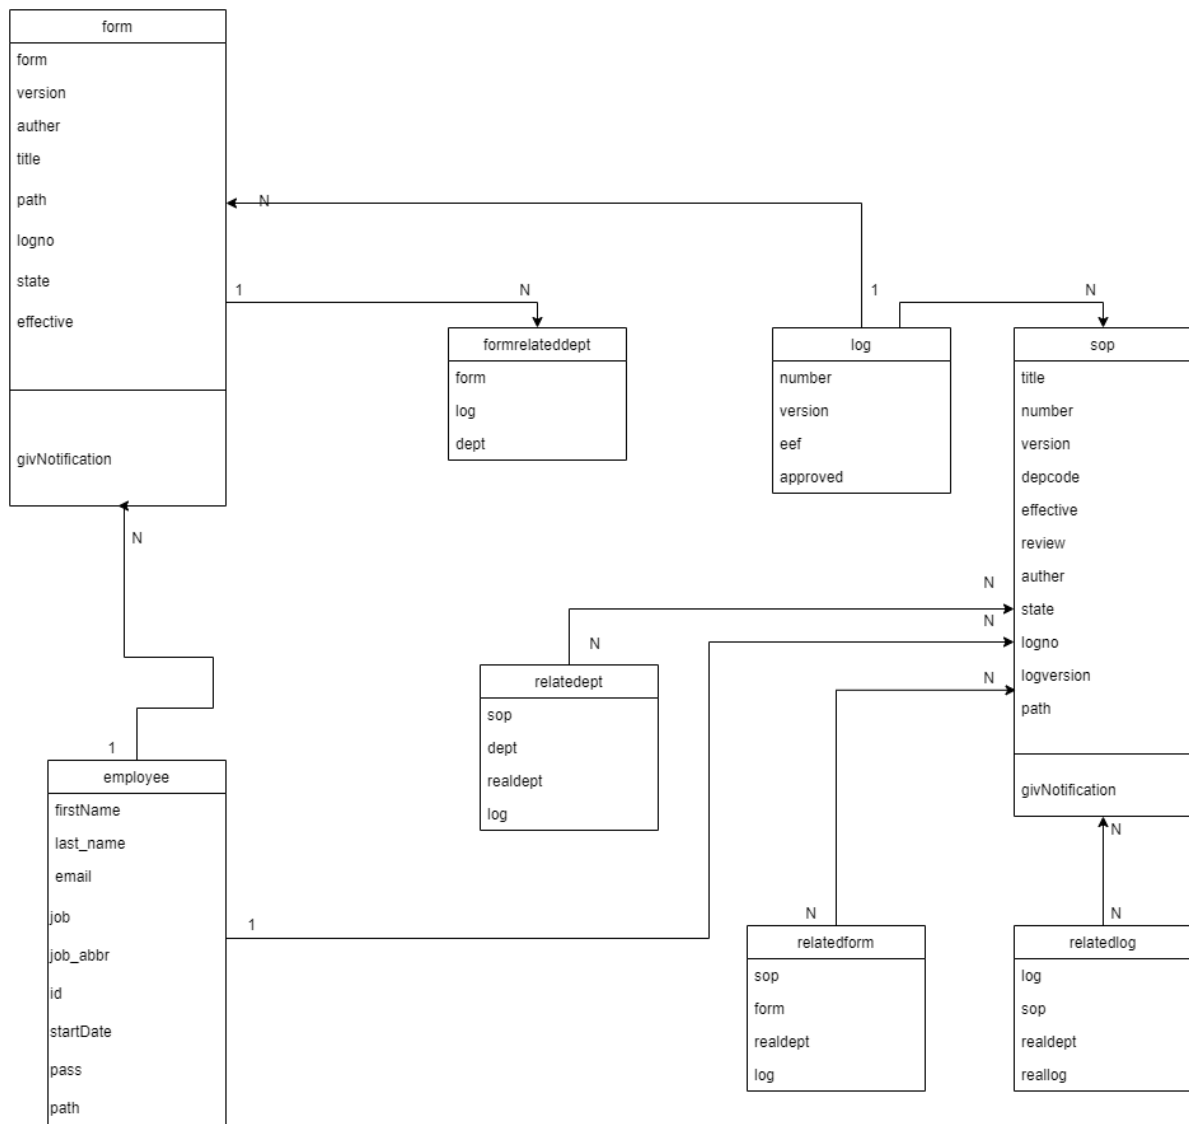 form
form
version
auther
title
path
logno
state
effective
givNotification
N
1
N
1
N
N
formrelateddept
form
log
dept
log
number
version
eef
approved
sop
title
number
version
depcode
effective
review
auther
state
logno
logversion
path
givNotification
N
N
N
N
relatedept
sop
dept
realdept
log
1
employee
firstName
last_name
email
job
job_abbr
id
startDate
pass
path
1
N
relatedform
sop
form
realdept
log
N
N
relatedlog
log
sop
realdept
reallog